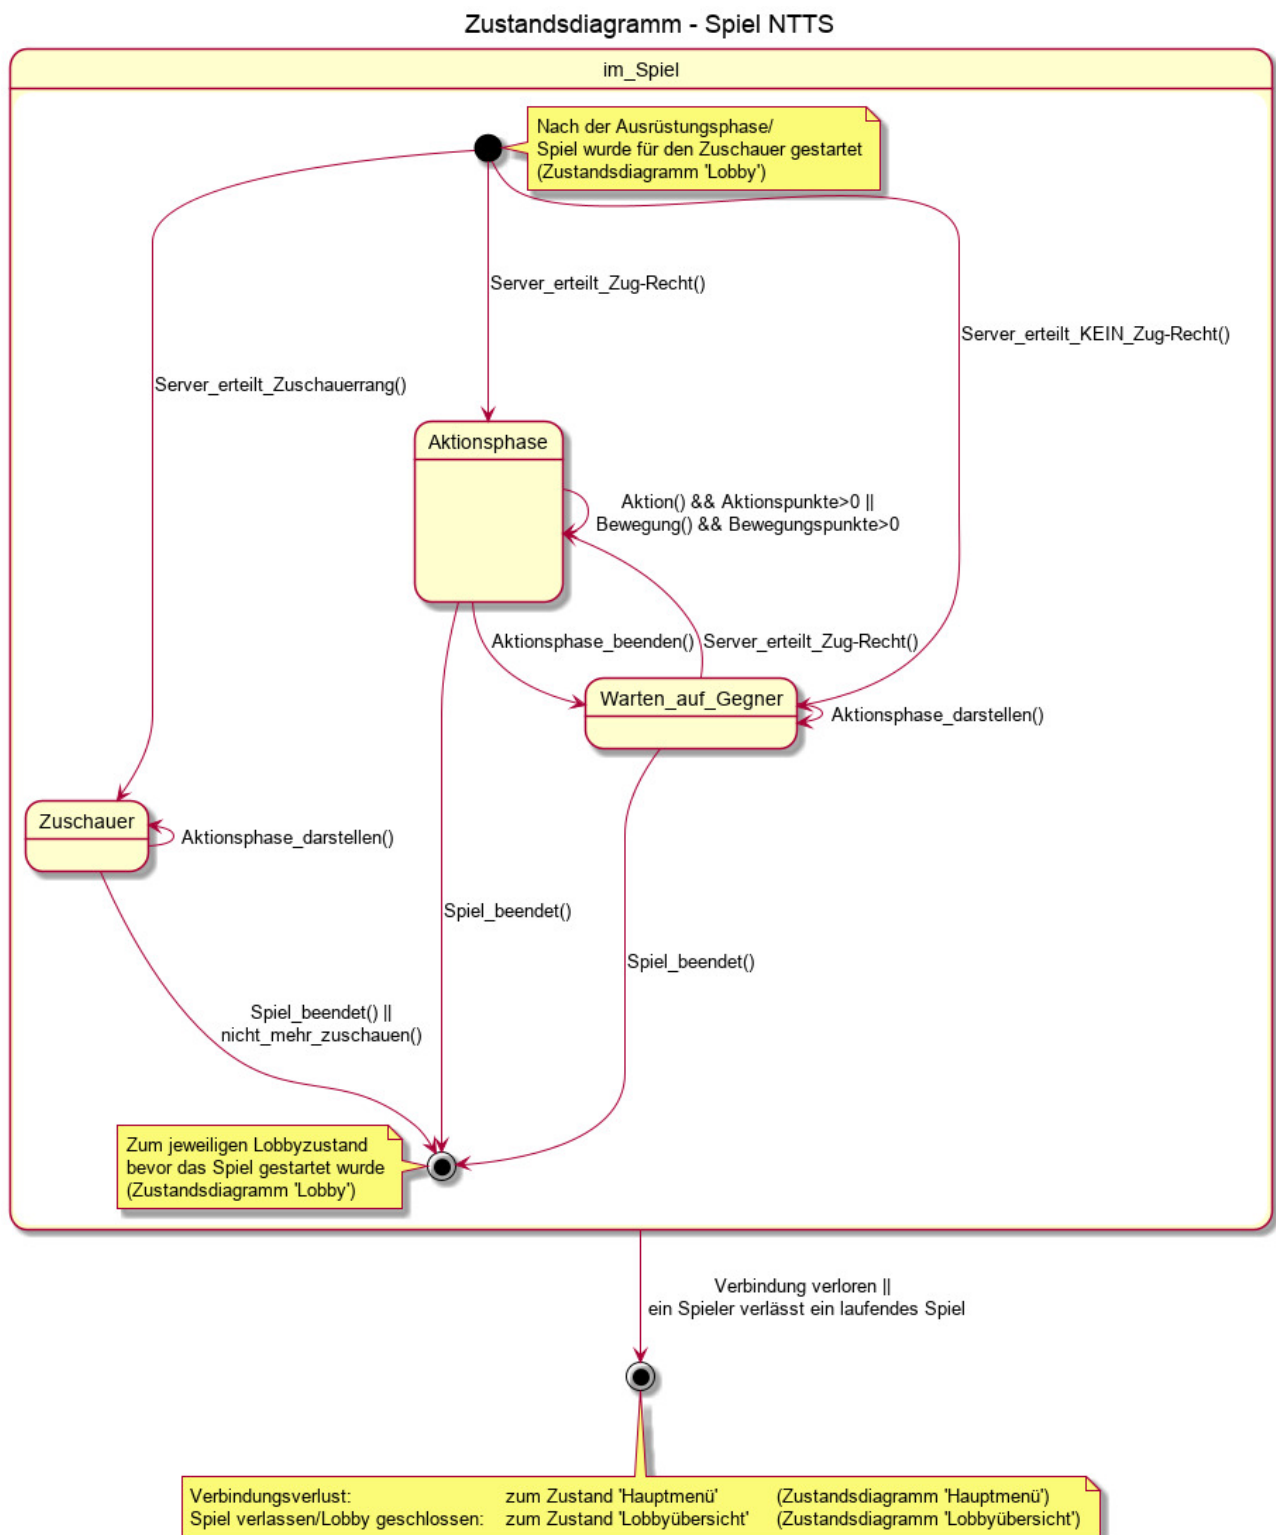 Zustandsdiagramm - Spiel NTTS
im_Spiel
Nach der Ausrüstungsphase/
Spiel wurde für den Zuschauer gestartet
(Zustandsdiagramm 'Lobby')
Server_erteilt_Zug-Recht()
Server_erteilt_KEIN_Zug-Recht()
Server_erteilt_Zuschauerrang()
Aktionsphase
Aktion() && Aktionspunkte>0 ||
Bewegung() && Bewegungspunkte>0
Aktionsphase_beenden()
Server_erteilt_Zug-Recht()
Warten_auf_Gegner
Aktionsphase_darstellen()
Zuschauer
Aktionsphase_darstellen()
Spiel_beendet()
Spiel_beendet()
Spiel_beendet() ||
nicht_mehr_zuschauen()
Zum jeweiligen Lobbyzustand
bevor das Spiel gestartet wurde
(Zustandsdiagramm 'Lobby')
Verbindung verloren ||
ein Spieler verlässt ein laufendes Spiel
Verbindungsverlust: zum Zustand 'Hauptmenü' (Zustandsdiagramm 'Hauptmenü')
Spiel verlassen/Lobby geschlossen: zum Zustand 'Lobbyübersicht' (Zustandsdiagramm 'Lobbyübersicht')